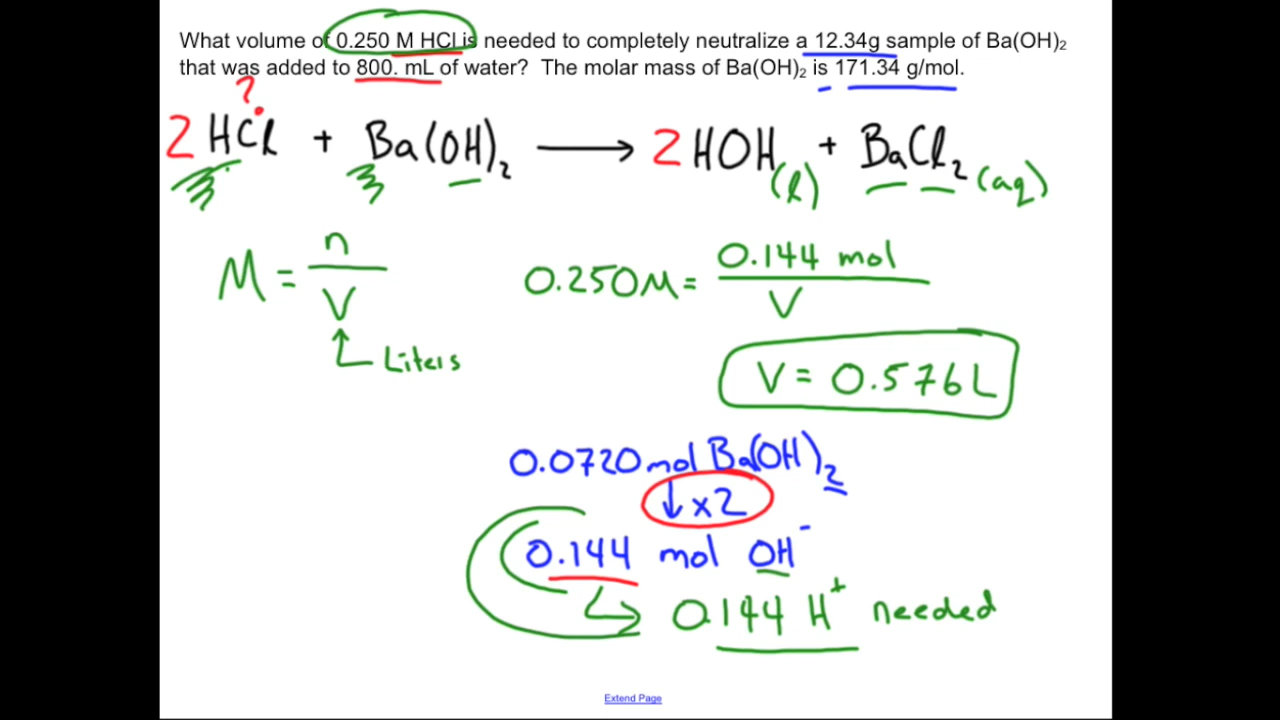 What volume of 0.250 M HCl is needed to completely neutralize a 12.34g sample of Ba(OH)₂
that was added to 800. mL of water? The molar mass of Ba(OH)₂ is 171.34 g/mol.
?
2 HCl + Ba(OH)₂ → 2 HOH(l) + BaCl₂(aq)
M = n/V
Liters
0.250M = 0.144 mol/V
V = 0.576L
0.0720 mol Ba(OH)₂
↓ x2
0.144 mol OH⁻
↳ 0.144 H⁺ needed
Extend Page